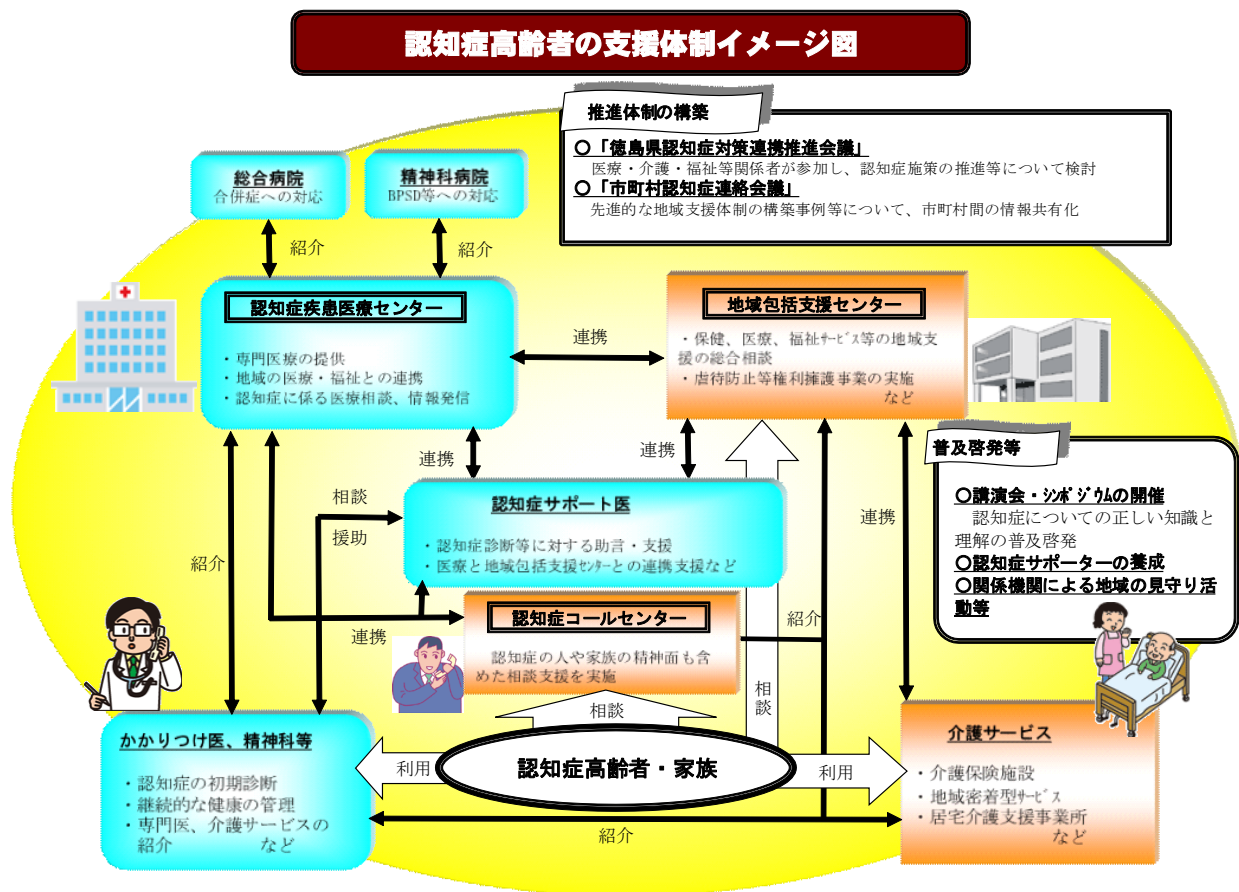 認知症高齢者の支援体制イメージ図
推進体制の構築
○「徳島県認知症対策連携推進会議」
医療・介護・福祉等関係者が参加し、認知症施策の推進等について検討
○「市町村認知症連絡会議」
先進的な地域支援体制の構築事例等について、市町村間の情報共有化
総合病院
合併症への対応
精神科病院
BPSD等への対応
紹介
紹介
認知症疾患医療センター
・専門医療の提供
・地域の医療・福祉との連携
・認知症に係る医療相談、情報発信
連携
地域包括支援センター
・保健、医療、福祉ｻｰﾋﾞｽ等の地域支
援の総合相談
・虐待防止等権利擁護事業の実施
など
連携
連携
普及啓発等
○講演会・ｼﾝﾎﾟｼﾞｳﾑの開催
認知症についての正しい知識と
理解の普及啓発
○認知症サポーターの養成
○関係機関による地域の見守り活
動等
相談
援助
認知症サポート医
・認知症診断等に対する助言・支援
・医療と地域包括支援ｾﾝﾀｰとの連携支援など
連携
紹介
連携
認知症コールセンター
認知症の人や家族の精神面も含
めた相談支援を実施
紹介
相談
相談
かかりつけ医、精神科等
・認知症の初期診断
・継続的な健康の管理
・専門医、介護サービスの
紹介　など
利用
認知症高齢者・家族
利用
介護サービス
・介護保険施設
・地域密着型ｻｰﾋﾞｽ
・居宅介護支援事業所
など
紹介